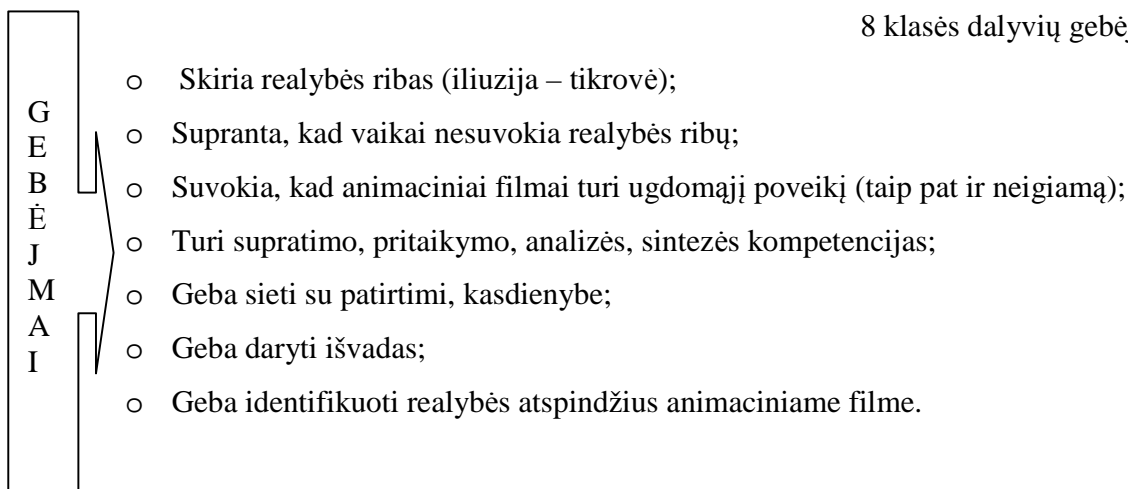 8 klasės dalyvių gebėj
G
E
B
Ė
J
M
A
I
o Skiria realybės ribas (iliuzija – tikrovė);
o Supranta, kad vaikai nesuvokia realybės ribų;
o Suvokia, kad animaciniai filmai turi ugdomąjį poveikį (taip pat ir neigiamą);
o Turi supratimo, pritaikymo, analizės, sintezės kompetencijas;
o Geba sieti su patirtimi, kasdienybe;
o Geba daryti išvadas;
o Geba identifikuoti realybės atspindžius animaciniame filme.